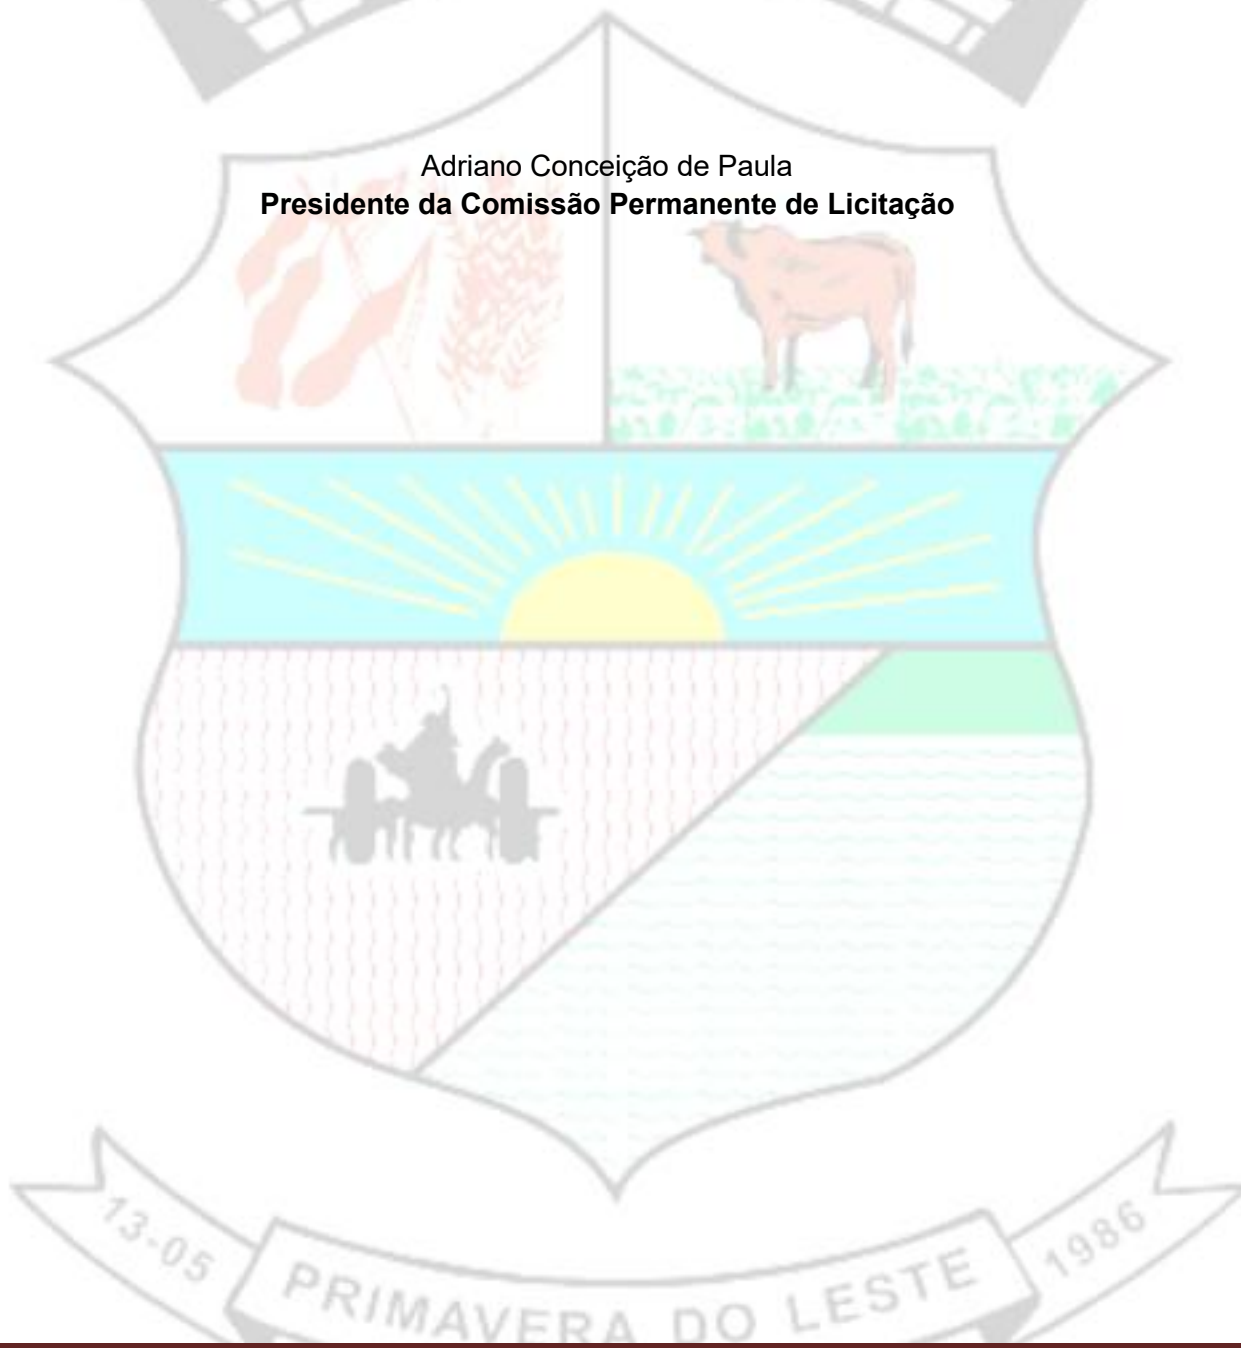 Adriano Conceição de Paula
Presidente da Comissão Permanente de Licitação
13-05
PRIMAVERA DO LESTE
1986